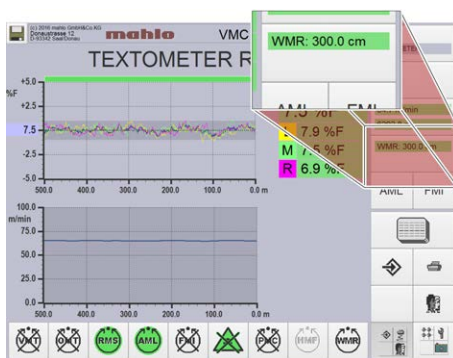 (c) 2016 mahlo GmbH&Co.KG
Donaustrasse 12
D-93342 Saal/Donau
mahlo
VMC
TEXTOMETER R
WMR: 300.0 cm
AML
FMI
+5.0
%F
+2.5
7.5
-2.5
-5.0
500.0 400.0 300.0 200.0 100.0 0.0 m
7.5 %F
7.9 %F
M 7.5 %F
R 6.9 %F
WMR: 300.0 cm
AML FMI
100.0
m/min
75.0
50.0
25.0
0.0
500.0 400.0 300.0 200.0 100.0 0.0 m
VMT
OMT
RMS
AML
FMI
PMC
HMF
WMR